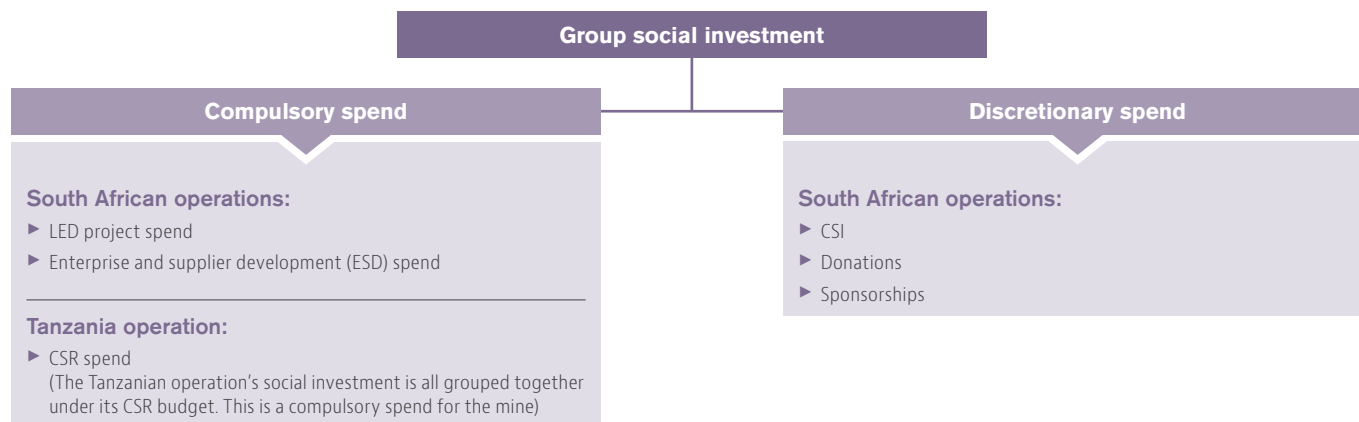 Group social investment
Compulsory spend
South African operations:
► LED project spend
► Enterprise and supplier development (ESD) spend
Tanzania operation:
► CSR spend
(The Tanzanian operation’s social investment is all grouped together
under its CSR budget. This is a compulsory spend for the mine)
Discretionary spend
South African operations:
► CSI
► Donations
► Sponsorships